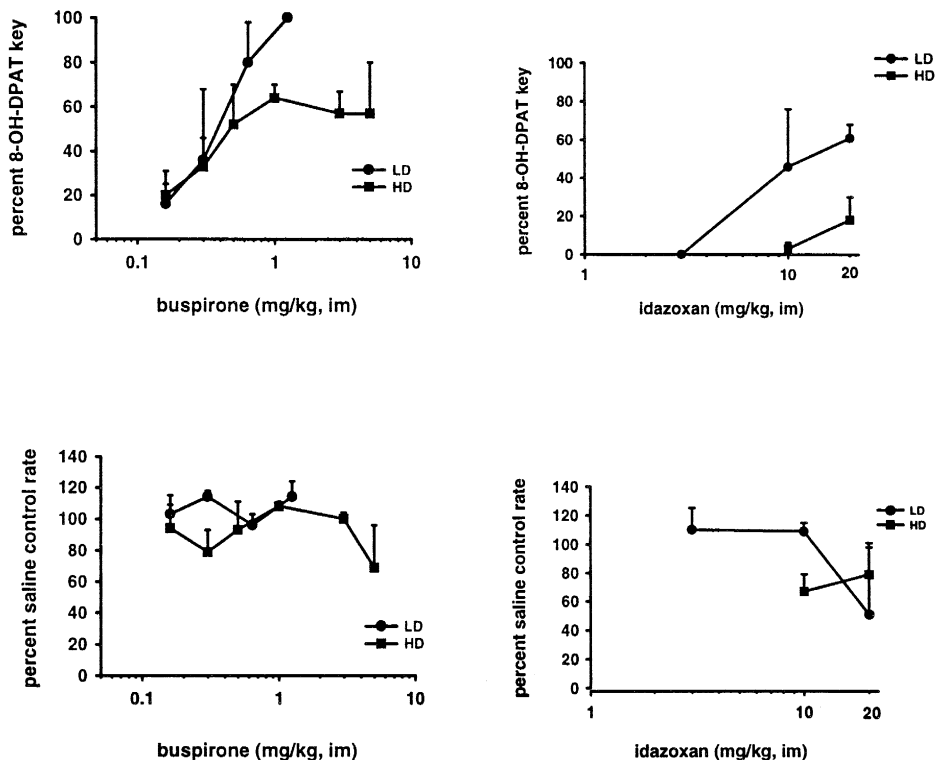 percent 8-OH-DPAT key
100
80
60
40
20
0
LD
HD
0.1 1 10
buspirone (mg/kg, im)
percent 8-OH-DPAT key
100
80
60
40
20
0
LD
HD
1 10 20
idazoxan (mg/kg, im)
percent saline control rate
140
120
100
80
60
40
20
0
LD
HD
0.1 1 10
buspirone (mg/kg, im)
percent saline control rate
140
120
100
80
60
40
20
0
LD
HD
1 10 20
idazoxan (mg/kg, im)